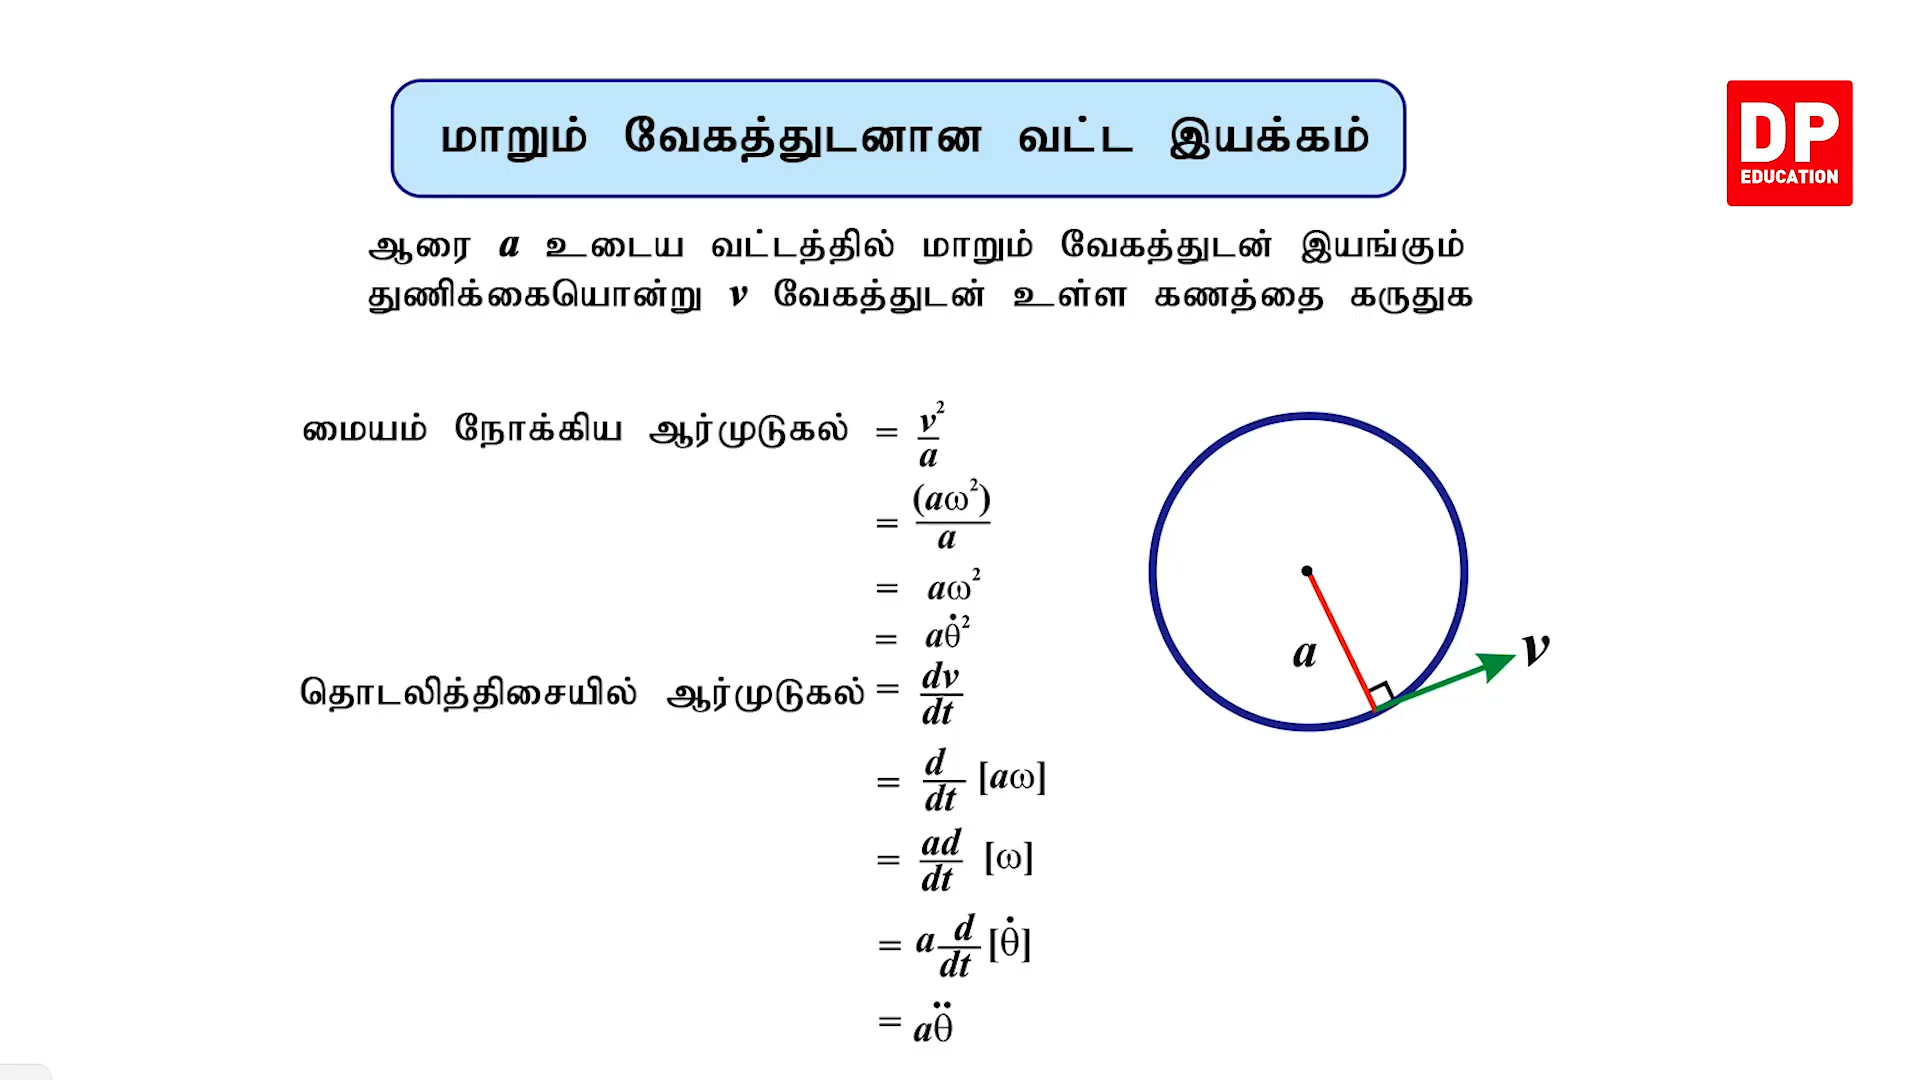 மாறும் வேகத்துடனான வட்ட இயக்கம்
DP
EDUCATION
ஆரை a உடைய வட்டத்தில் மாறும் வேகத்துடன் இயங்கும்
துணிக்கையொன்று v வேகத்துடன் உள்ள கணத்தை கருதுக
மையம் நோக்கிய ஆர்முடுகல் = v²/a
= (aω²)/a
= aω²
= aθ̇²
தொடலித்திசையில் ஆர்முடுகல் = dv/dt
= d/dt [aω]
= ad/dt [ω]
= a d/dt [θ̇]
= aθ̈
a
v